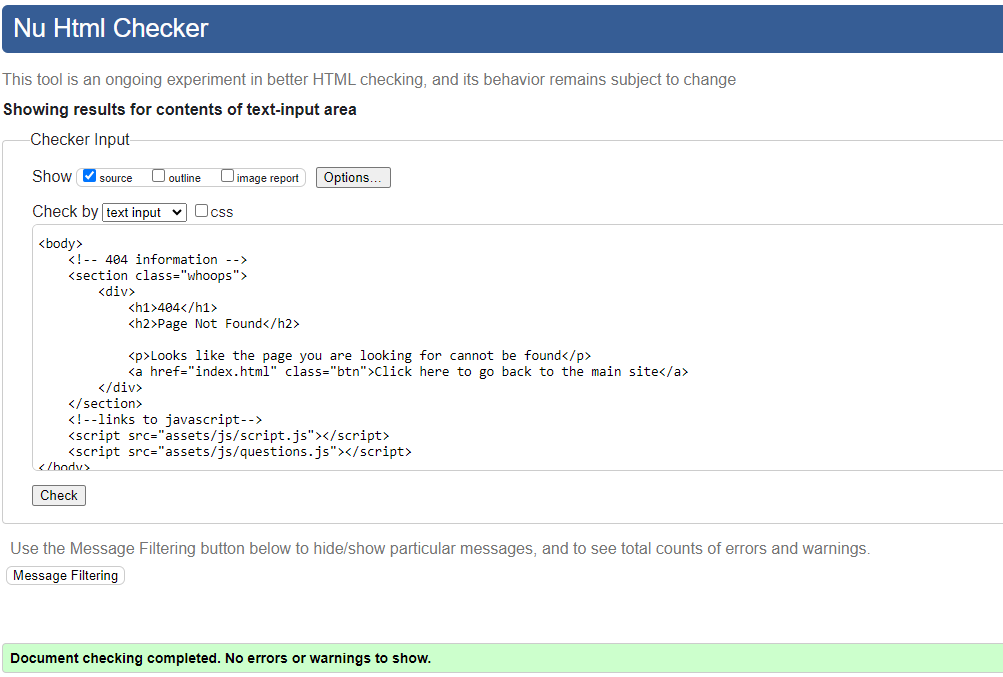 Nu Html Checker
This tool is an ongoing experiment in better HTML checking, and its behavior remains subject to change
Showing results for contents of text-input area
Checker Input
Show source outline image report Options...
Check by text input css
<body>
<!-- 404 information -->
<section class="whoops">
<div>
<h1>404</h1>
<h2>Page Not Found</h2>
<p>Looks like the page you are looking for cannot be found</p>
<a href="index.html" class="btn">Click here to go back to the main site</a>
</div>
</section>
<!--links to javascript-->
<script src="assets/js/script.js"></script>
<script src="assets/js/questions.js"></script>
</body>
Check
Use the Message Filtering button below to hide/show particular messages, and to see total counts of errors and warnings.
Message Filtering
Document checking completed. No errors or warnings to show.